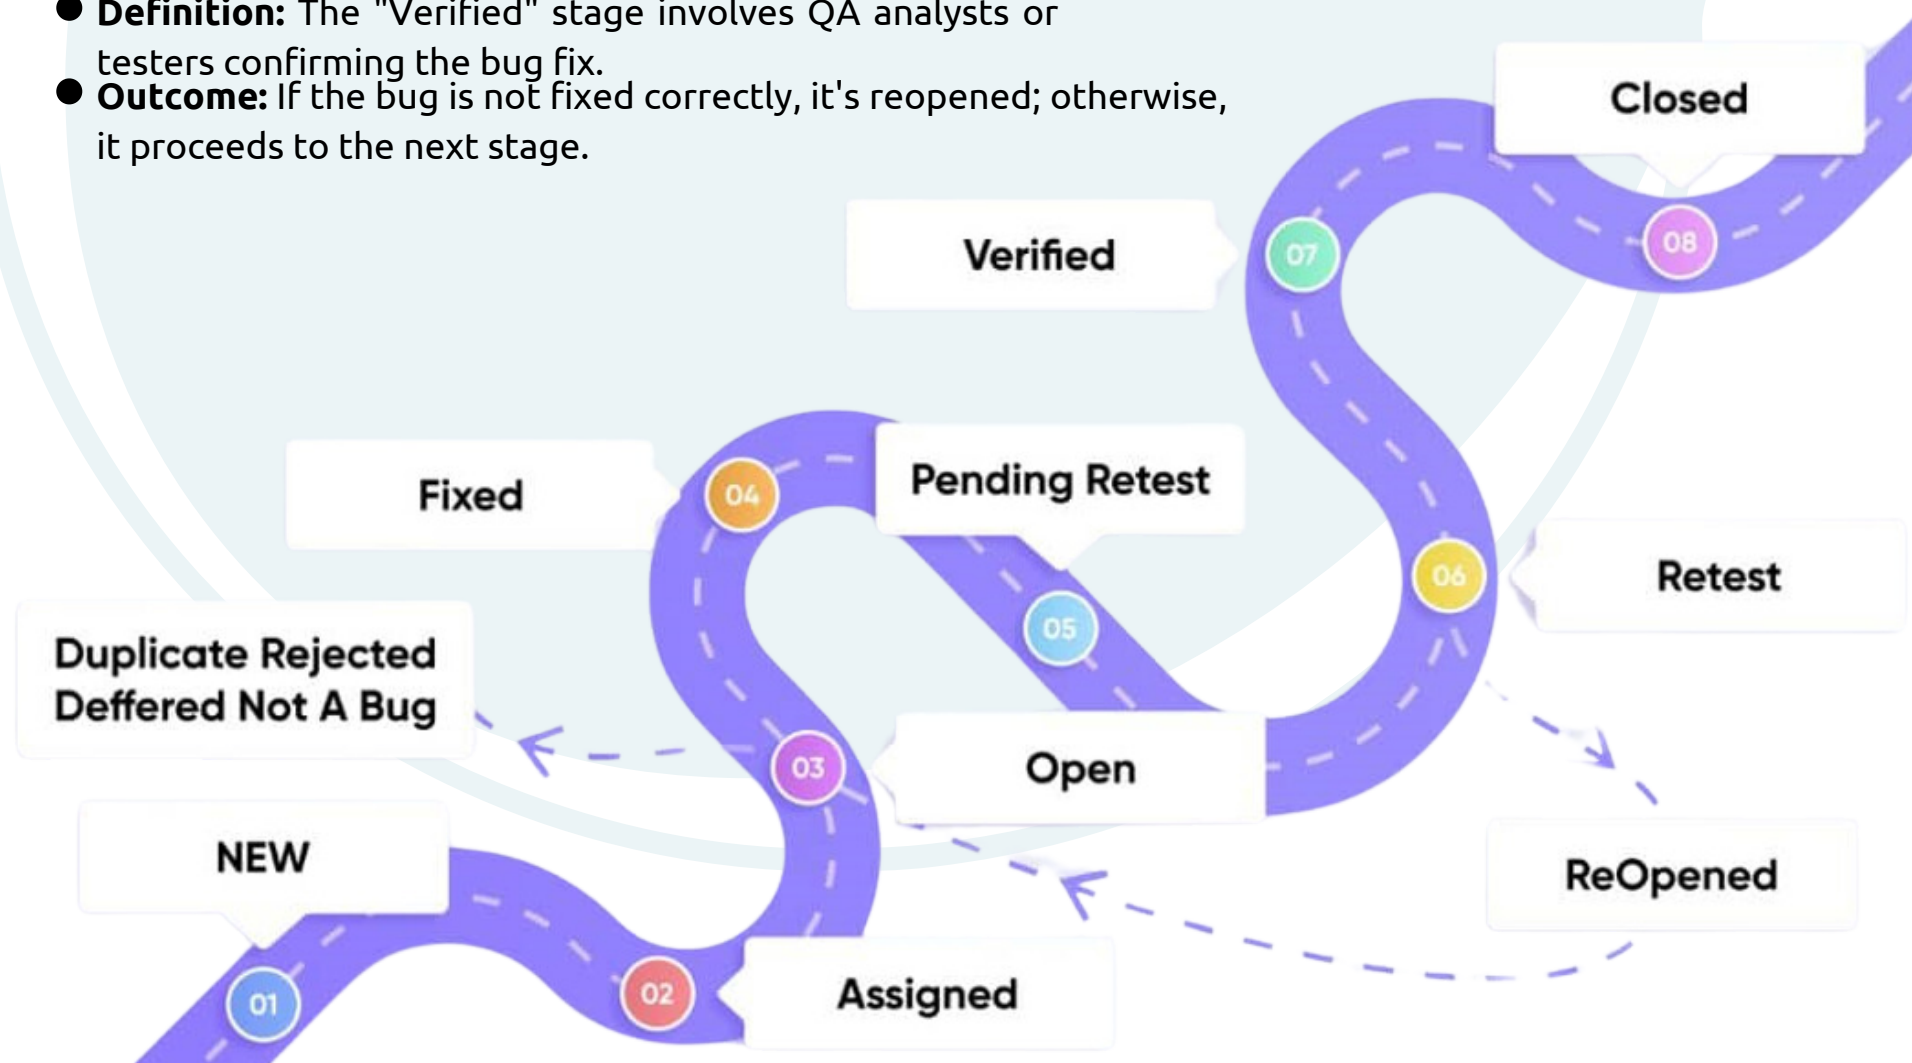 ● Definition: The "Verified" stage involves QA analysts or
testers confirming the bug fix.
● Outcome: If the bug is not fixed correctly, it's reopened; otherwise,
it proceeds to the next stage.
Closed
08
Verified
07
Fixed
04
Pending Retest
05
06
Retest
Duplicate Rejected
Deffered Not A Bug
03
Open
NEW
01
ReOpened
02
Assigned